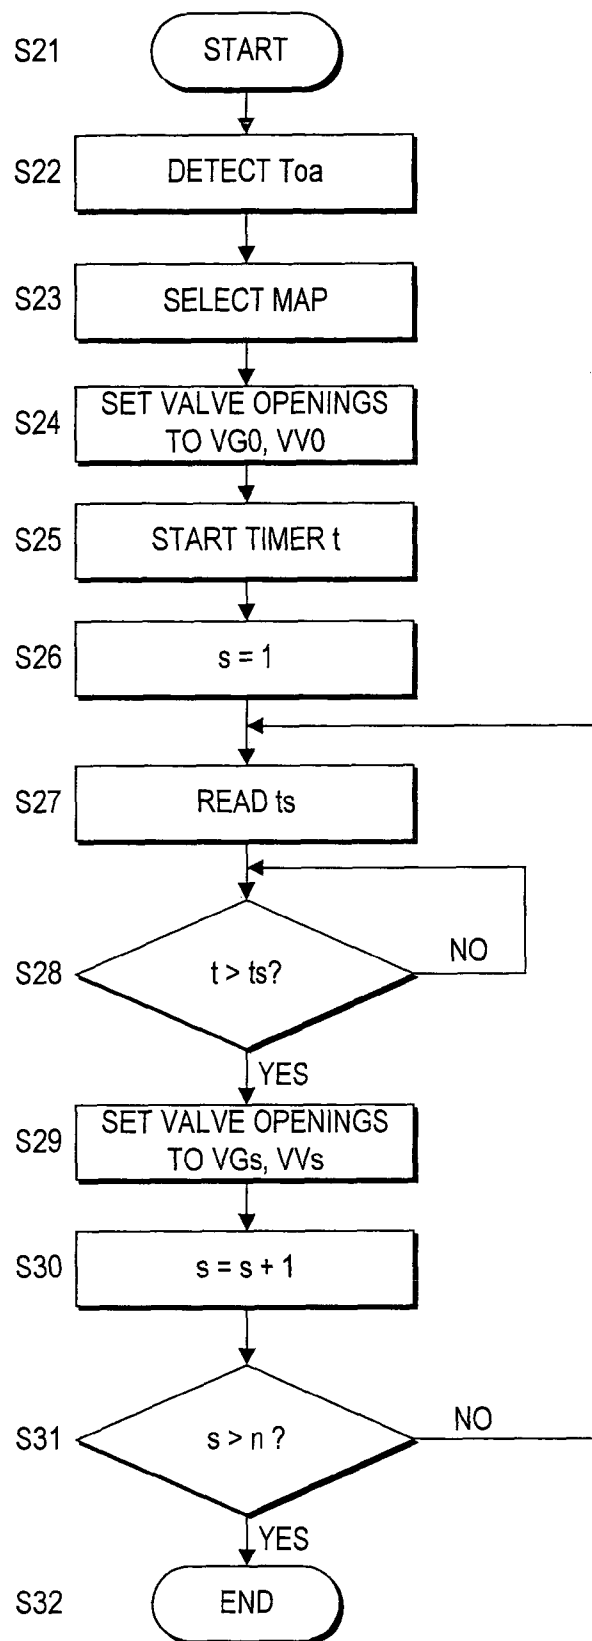 S21 START
S22 DETECT Toa
S23 SELECT MAP
S24 SET VALVE OPENINGS
TO VG0, VV0
S25 START TIMER t
S26 s = 1
S27 READ ts
S28 t > ts? NO
YES
S29 SET VALVE OPENINGS
TO VGs, VVs
S30 s = s + 1
S31 s > n ? NO
YES
S32 END